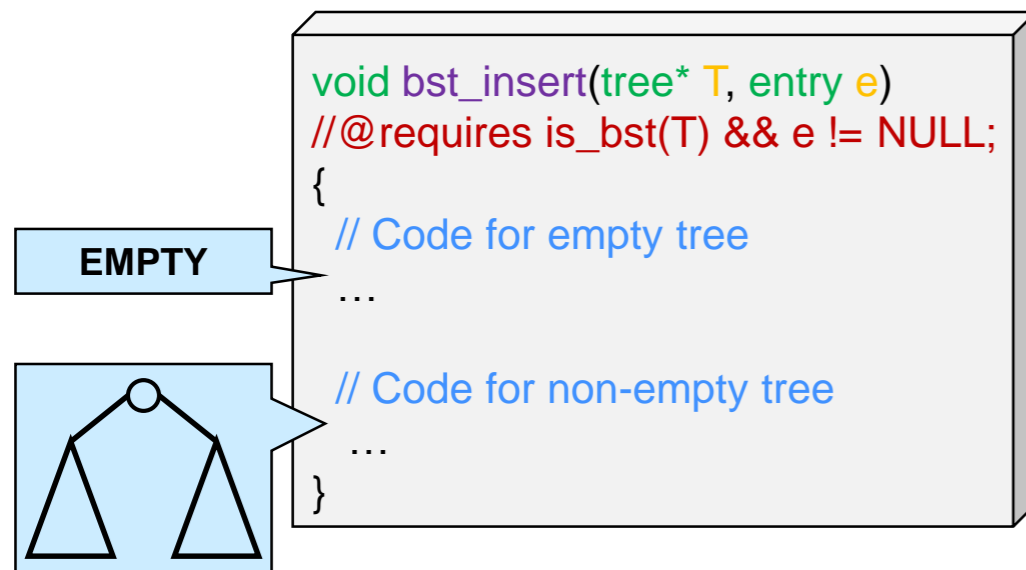 void bst_insert(tree* T, entry e)
//@requires is_bst(T) && e != NULL;
{
// Code for empty tree
EMPTY
…
// Code for non-empty tree
…
}